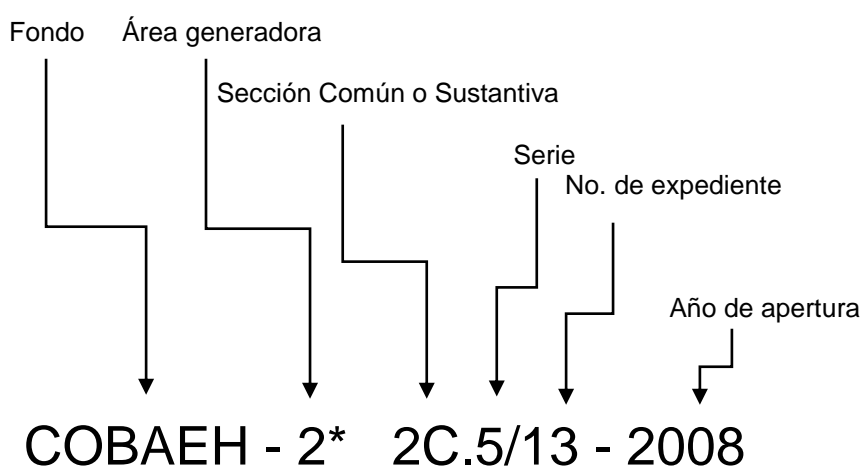 Fondo Área generadora
Sección Común o Sustantiva
Serie
No. de expediente
Año de apertura
COBAEH - 2* 2C.5/13 - 2008